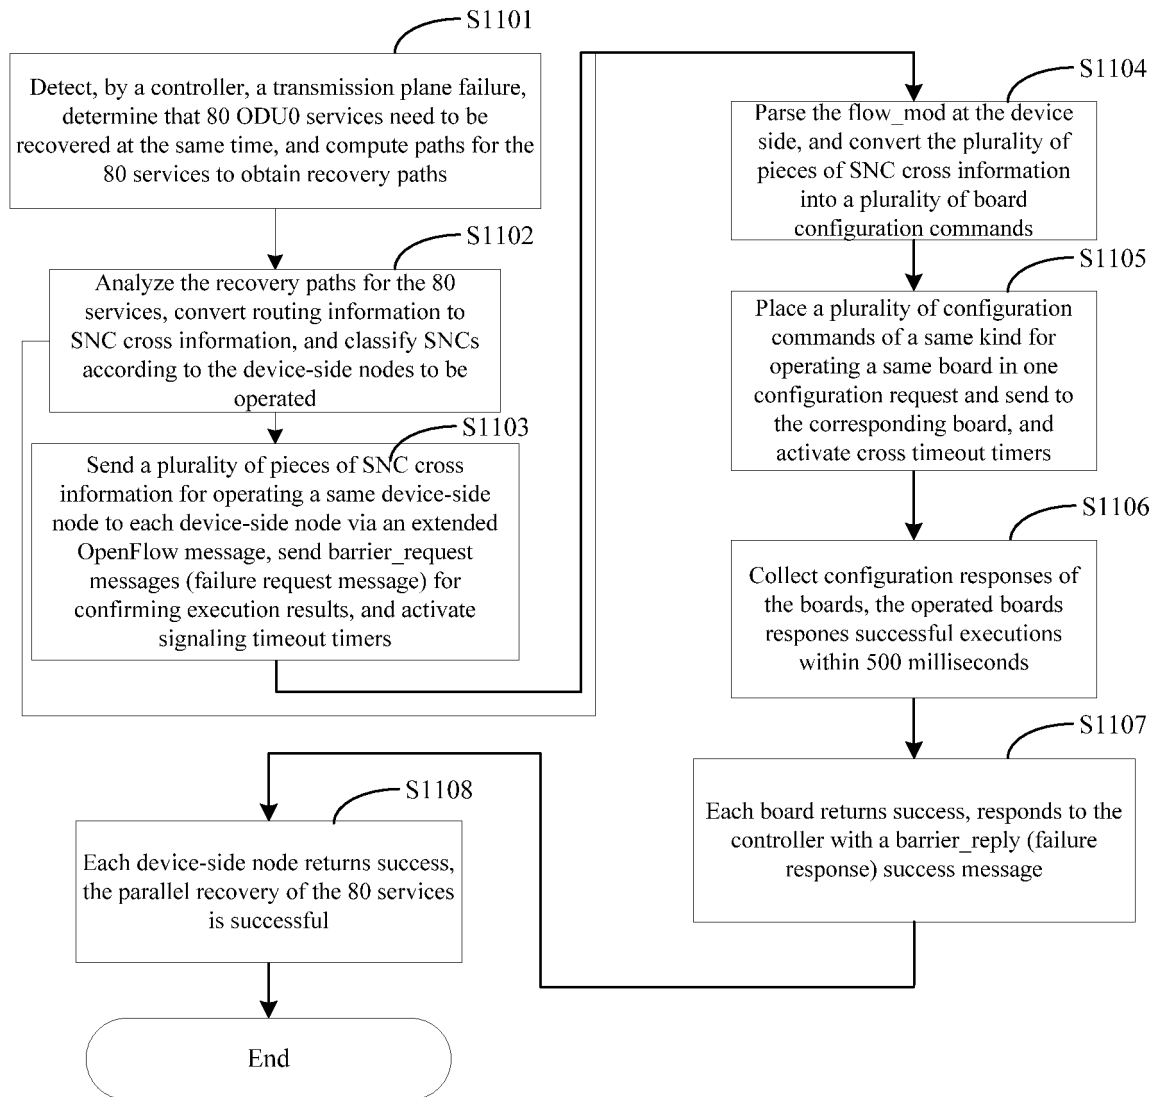 S1101
Detect, by a controller, a transmission plane failure,
determine that 80 ODU0 services need to be
recovered at the same time, and compute paths for the
80 services to obtain recovery paths
S1102
Analyze the recovery paths for the 80
services, convert routing information to
SNC cross information, and classify SNCs
according to the device-side nodes to be
operated
S1103
Send a plurality of pieces of SNC cross
information for operating a same device-side
node to each device-side node via an extended
OpenFlow message, send barrier_request
messages (failure request message) for
confirming execution results, and activate
signaling timeout timers
S1104
Parse the flow_mod at the device
side, and convert the plurality of
pieces of SNC cross information
into a plurality of board
configuration commands
S1105
Place a plurality of configuration
commands of a same kind for
operating a same board in one
configuration request and send to
the corresponding board, and
activate cross timeout timers
S1106
Collect configuration responses of
the boards, the operated boards
respones successful executions
within 500 milliseconds
S1107
Each board returns success, responds to the
controller with a barrier_reply (failure
response) success message
S1108
Each device-side node returns success,
the parallel recovery of the 80 services
is successful
End